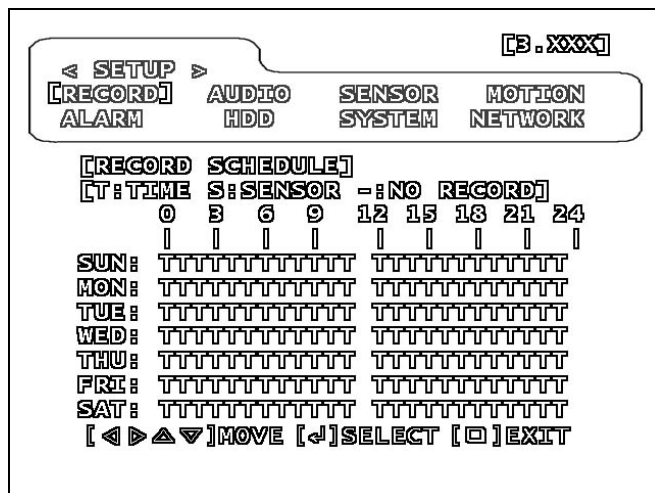 [3.XXX]
< SETUP >
[RECORD] AUDIO SENSOR MOTION
ALARM HDD SYSTEM NETWORK
[RECORD SCHEDULE]
[T:TIME S:SENSOR -:NO RECORD]
0 3 6 9 12 15 18 21 24
| | | | | | | | |
SUN: TTTTTTTTTTTT TTTTTTTTTTTT
MON: TTTTTTTTTTTT TTTTTTTTTTTT
TUE: TTTTTTTTTTTT TTTTTTTTTTTT
WED: TTTTTTTTTTTT TTTTTTTTTTTT
THU: TTTTTTTTTTTT TTTTTTTTTTTT
FRI: TTTTTTTTTTTT TTTTTTTTTTTT
SAT: TTTTTTTTTTTT TTTTTTTTTTTT
[◁ ▷ △ ▽]MOVE [↲]SELECT [□]EXIT